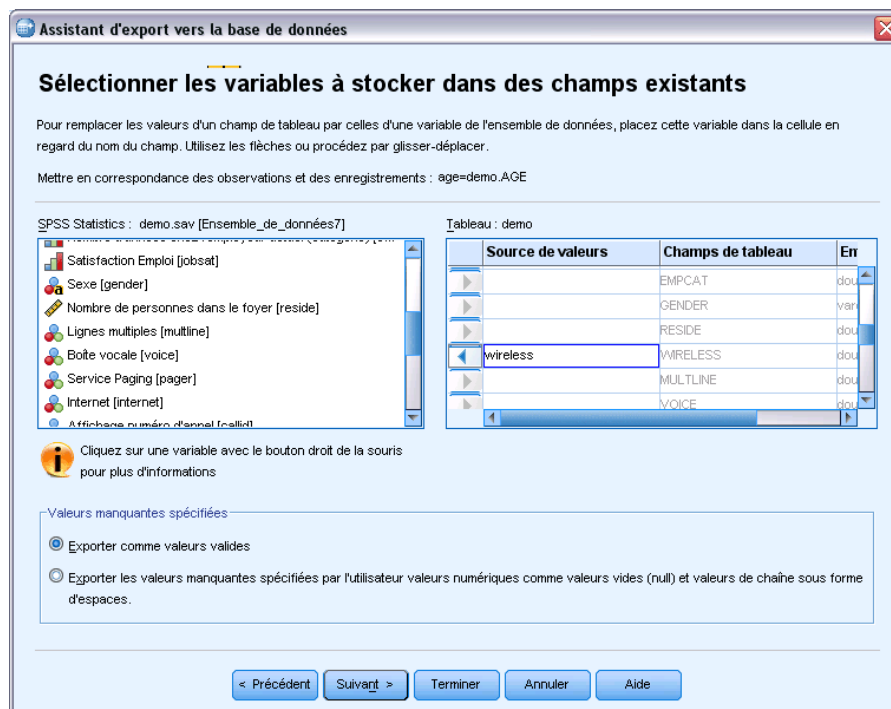 Assistant d'export vers la base de données
Sélectionner les variables à stocker dans des champs existants
Pour remplacer les valeurs d'un champ de tableau par celles d'une variable de l'ensemble de données, placez cette variable dans la cellule en
regard du nom du champ. Utilisez les flèches ou procédez par glisser-déplacer.
Mettre en correspondance des observations et des enregistrements : age=demo.AGE
SPSS Statistics : demo.sav [Ensemble_de_données7]
Satisfaction Emploi [jobsat]
Sexe [gender]
Nombre de personnes dans le foyer [reside]
Lignes multiples [multline]
Boîte vocale [voice]
Service Paging [pager]
Internet [internet]
Affichage numéro d'appel [callid]
Tableau : demo
Source de valeurs Champs de tableau Em
EMPCAT dou
GENDER varc
RESIDE dou
wireless WIRELESS dou
MULTLINE dou
VOICE dou
Cliquez sur une variable avec le bouton droit de la souris
pour plus d'informations
Valeurs manquantes spécifiées
Exporter comme valeurs valides
Exporter les valeurs manquantes spécifiées par l'utilisateur valeurs numériques comme valeurs vides (null) et valeurs de chaîne sous forme
d'espaces.
< Précédent Suivant > Terminer Annuler Aide